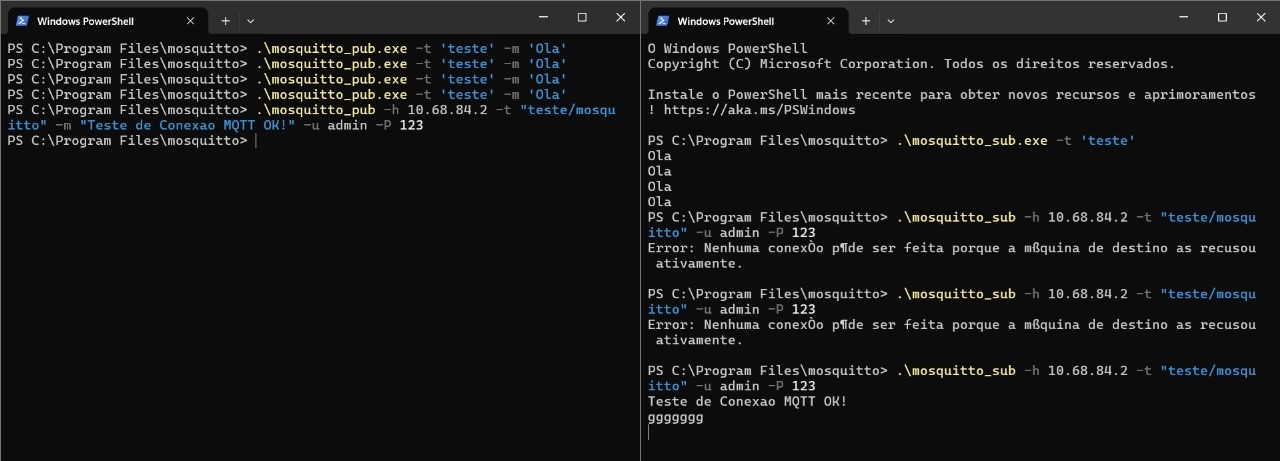 Windows PowerShell
PS C:\Program Files\mosquitto> .\mosquitto_pub.exe -t 'teste' -m 'Ola'
PS C:\Program Files\mosquitto> .\mosquitto_pub.exe -t 'teste' -m 'Ola'
PS C:\Program Files\mosquitto> .\mosquitto_pub.exe -t 'teste' -m 'Ola'
PS C:\Program Files\mosquitto> .\mosquitto_pub.exe -t 'teste' -m 'Ola'
PS C:\Program Files\mosquitto> .\mosquitto_pub -h 10.68.84.2 -t "teste/mosqu
itto" -m "Teste de Conexao MQTT OK!" -u admin -P 123
PS C:\Program Files\mosquitto>
Windows PowerShell
O Windows PowerShell
Copyright (C) Microsoft Corporation. Todos os direitos reservados.
Instale o PowerShell mais recente para obter novos recursos e aprimoramentos
! https://aka.ms/PSWindows
PS C:\Program Files\mosquitto> .\mosquitto_sub.exe -t 'teste'
Ola
Ola
Ola
Ola
PS C:\Program Files\mosquitto> .\mosquitto_sub -h 10.68.84.2 -t "teste/mosqu
itto" -u admin -P 123
Error: Nenhuma conexÒo p¶de ser feita porque a mßquina de destino as recusou
ativamente.
PS C:\Program Files\mosquitto> .\mosquitto_sub -h 10.68.84.2 -t "teste/mosqu
itto" -u admin -P 123
Error: Nenhuma conexÒo p¶de ser feita porque a mßquina de destino as recusou
ativamente.
PS C:\Program Files\mosquitto> .\mosquitto_sub -h 10.68.84.2 -t "teste/mosqu
itto" -u admin -P 123
Teste de Conexao MQTT OK!
ggggggg